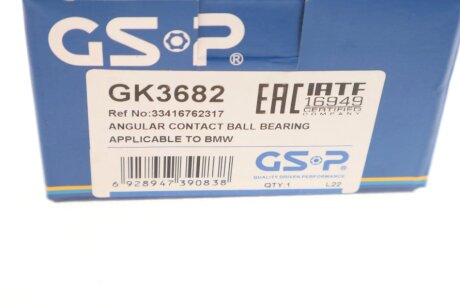 GSP®
GK3682
EAC
IATF
16949
CERTIFIED
COMPANY
Ref No:33416762317
ANGULAR CONTACT BALL BEARING
APPLICABLE TO BMW
GSP®
QUALITY DRIVEN PERFORMANCE
6 928947 390838
QTY:1
L22